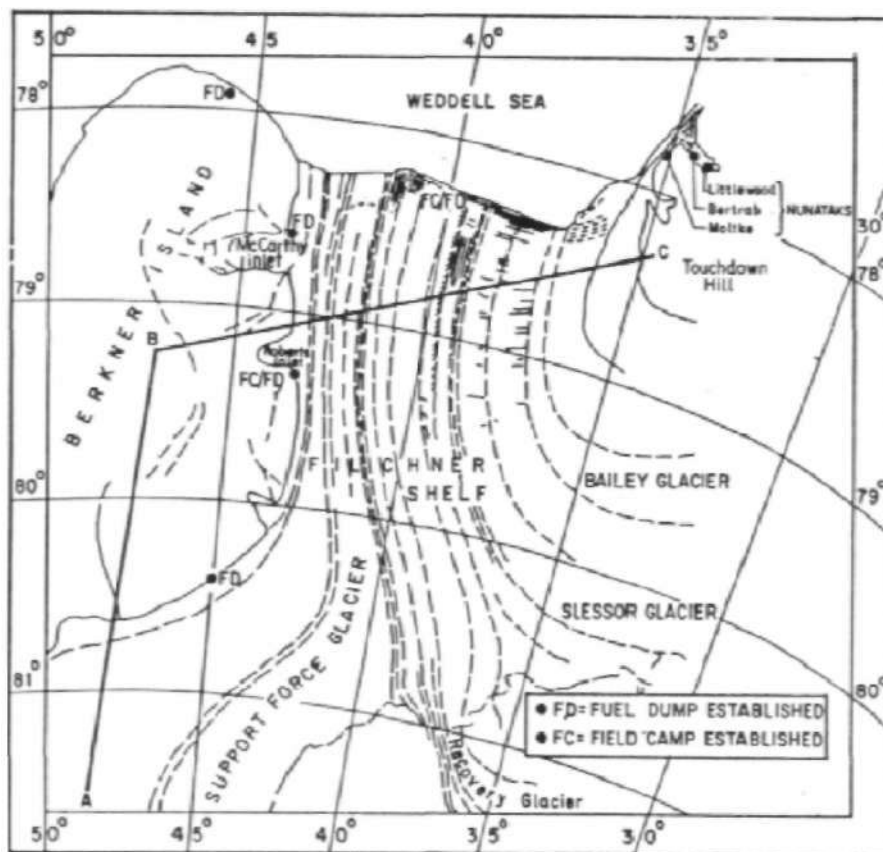 50° 45° 40° 35°
78°
FD
WEDDELL SEA
Littlewood
Bertrab
Moltke
NUNATAKS
FC/FD
FD
McCarthy
inlet
30
78°
C
Touchdown
Hill
79°
BERKNER ISLAND
B
Roberts
inlet
FC/FD
FILCHNER
SHELF
BAILEY GLACIER
79°
80°
FD
SLESSOR GLACIER
SUPPORT FORCE GLACIER
81°
80°
● FD = FUEL DUMP ESTABLISHED
● FC = FIELD CAMP ESTABLISHED
A
Recovery Glacier
50° 45° 40° 35° 30°